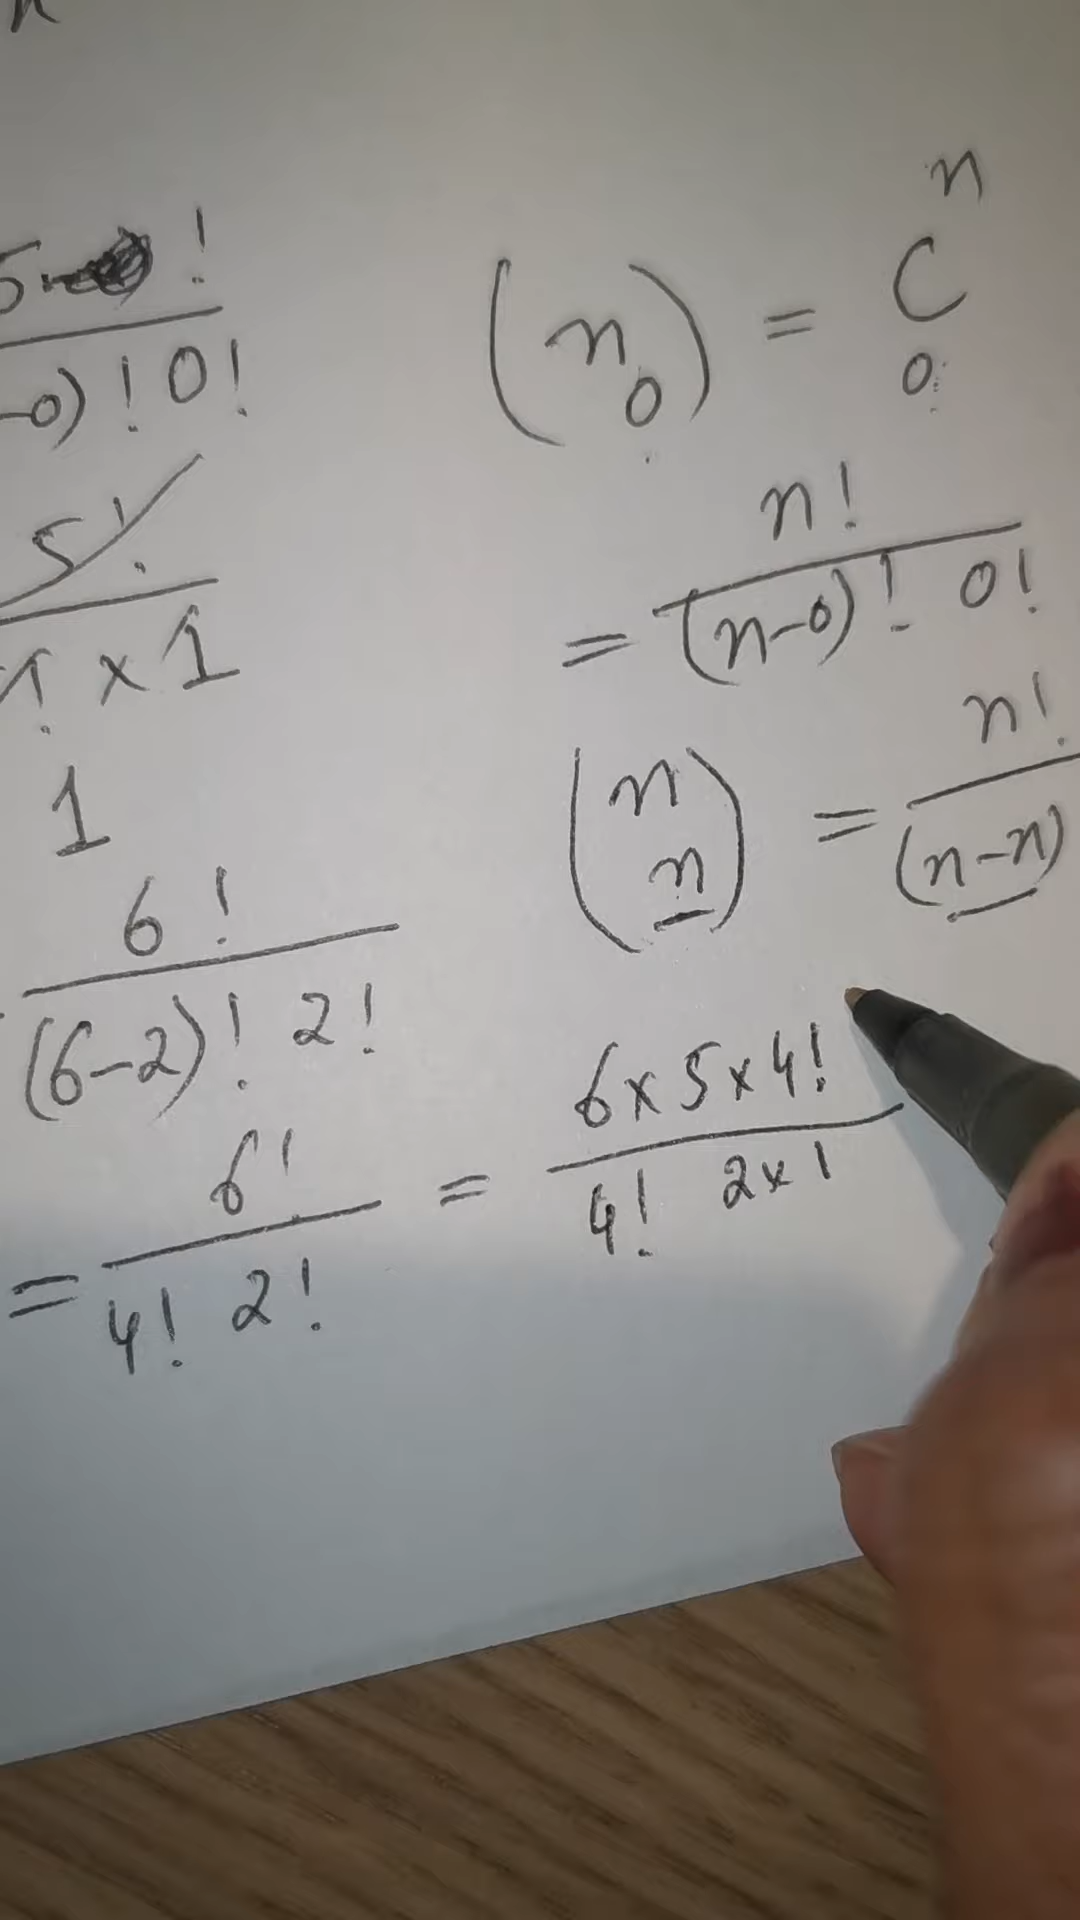 5 !
-0) ! 0!
5!
1 x 1
1
6 !
(6-2)! 2!
= 6!
4! 2!
= 6x5x4!
4! 2x1
(n 0) = C n 0
= n!
(n-0)! 0!
(n n) = n!
(n-n)